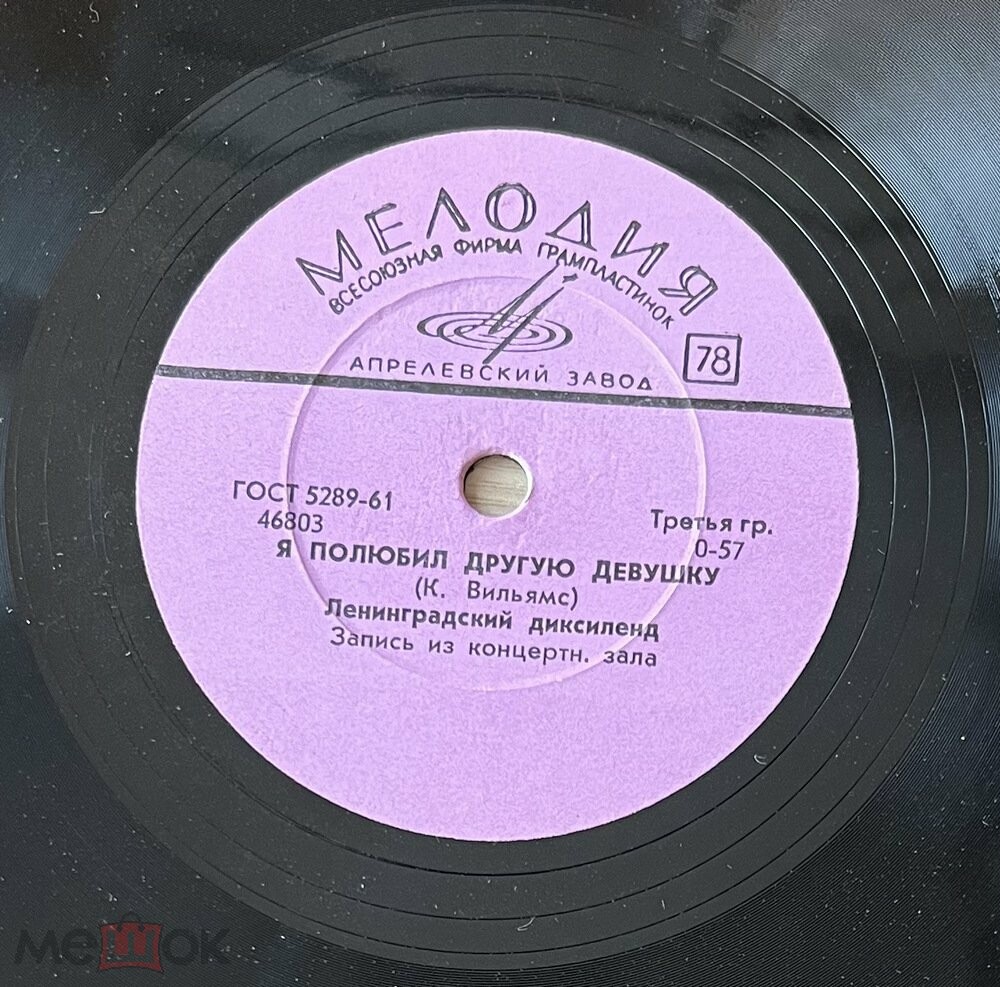 МЕЛОДИЯ
ВСЕСОЮЗНАЯ ФИРМА ГРАМПЛАСТИНОК
АПРЕЛЕВСКИЙ ЗАВОД
78
ГОСТ 5289-61
46803
Третья гр.
0-57
Я ПОЛЮБИЛ ДРУГУЮ ДЕВУШКУ
(К. Вильямс)
Ленинградский диксиленд
Запись из концертн. зала
мешок